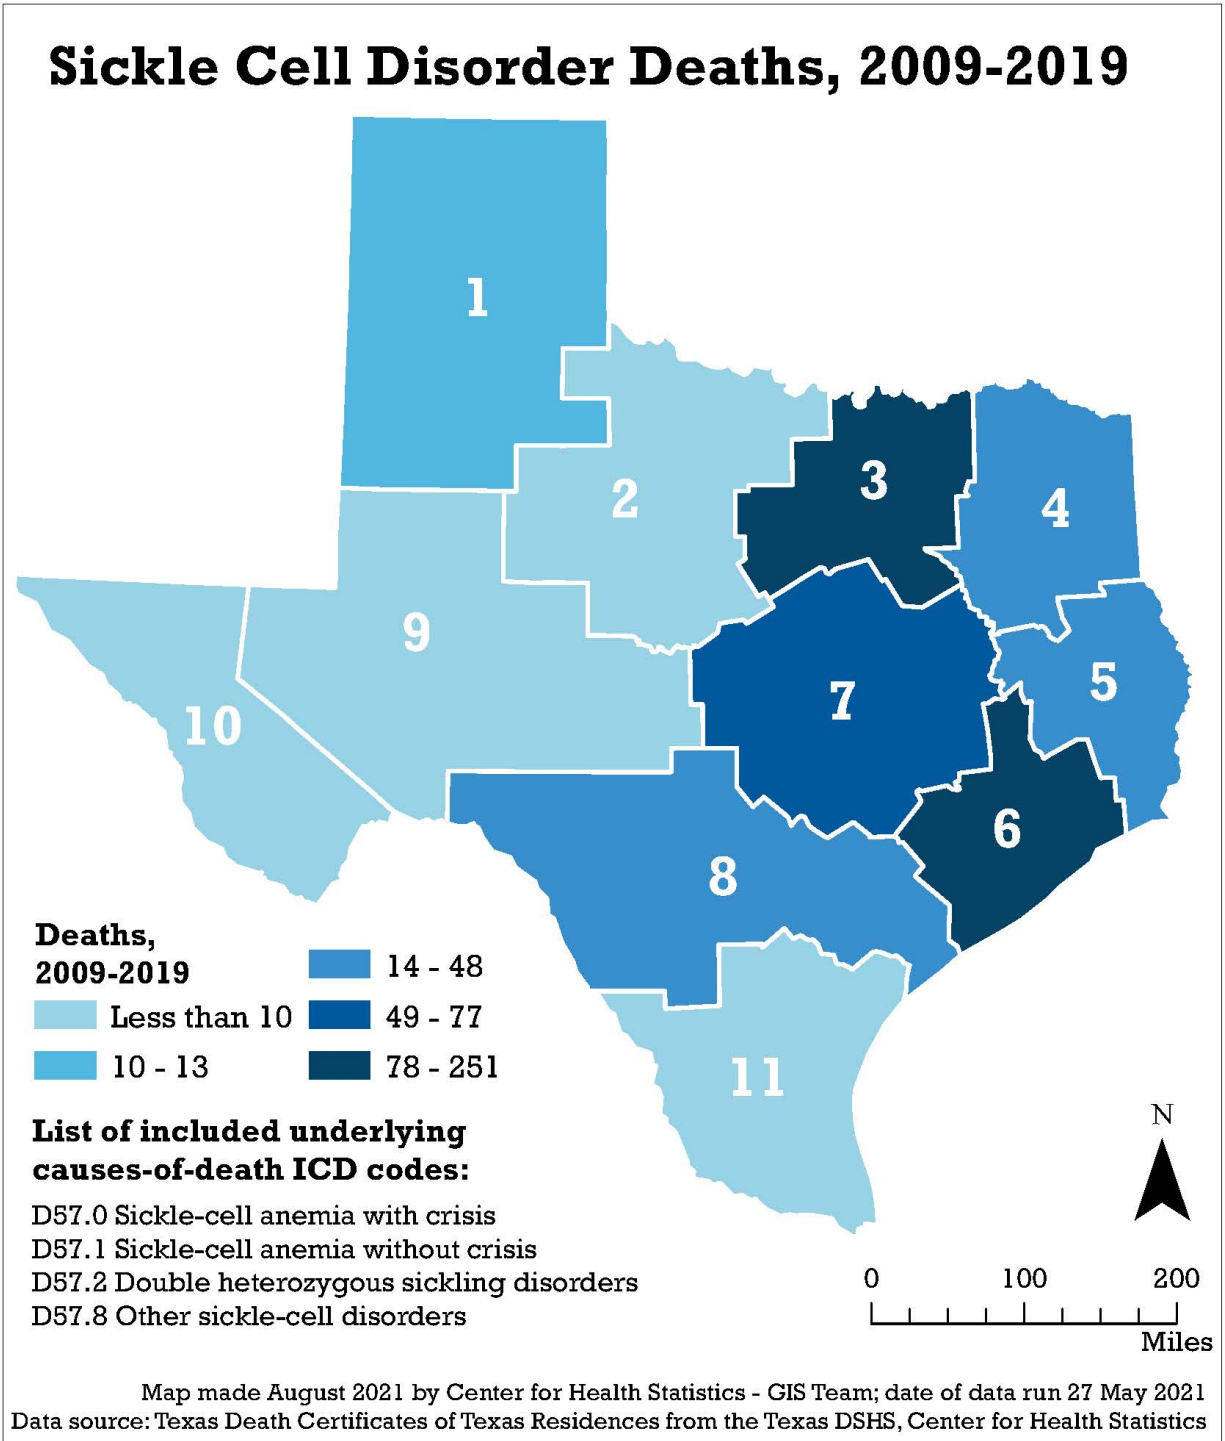 Sickle Cell Disorder Deaths, 2009-2019
1
2
3
4
5
6
7
8
9
10
11
Deaths,
2009-2019
Less than 10
10 - 13
14 - 48
49 - 77
78 - 251
List of included underlying
causes-of-death ICD codes:
D57.0 Sickle-cell anemia with crisis
D57.1 Sickle-cell anemia without crisis
D57.2 Double heterozygous sickling disorders
D57.8 Other sickle-cell disorders
N
0 100 200
Miles
Map made August 2021 by Center for Health Statistics - GIS Team; date of data run 27 May 2021
Data source: Texas Death Certificates of Texas Residences from the Texas DSHS, Center for Health Statistics